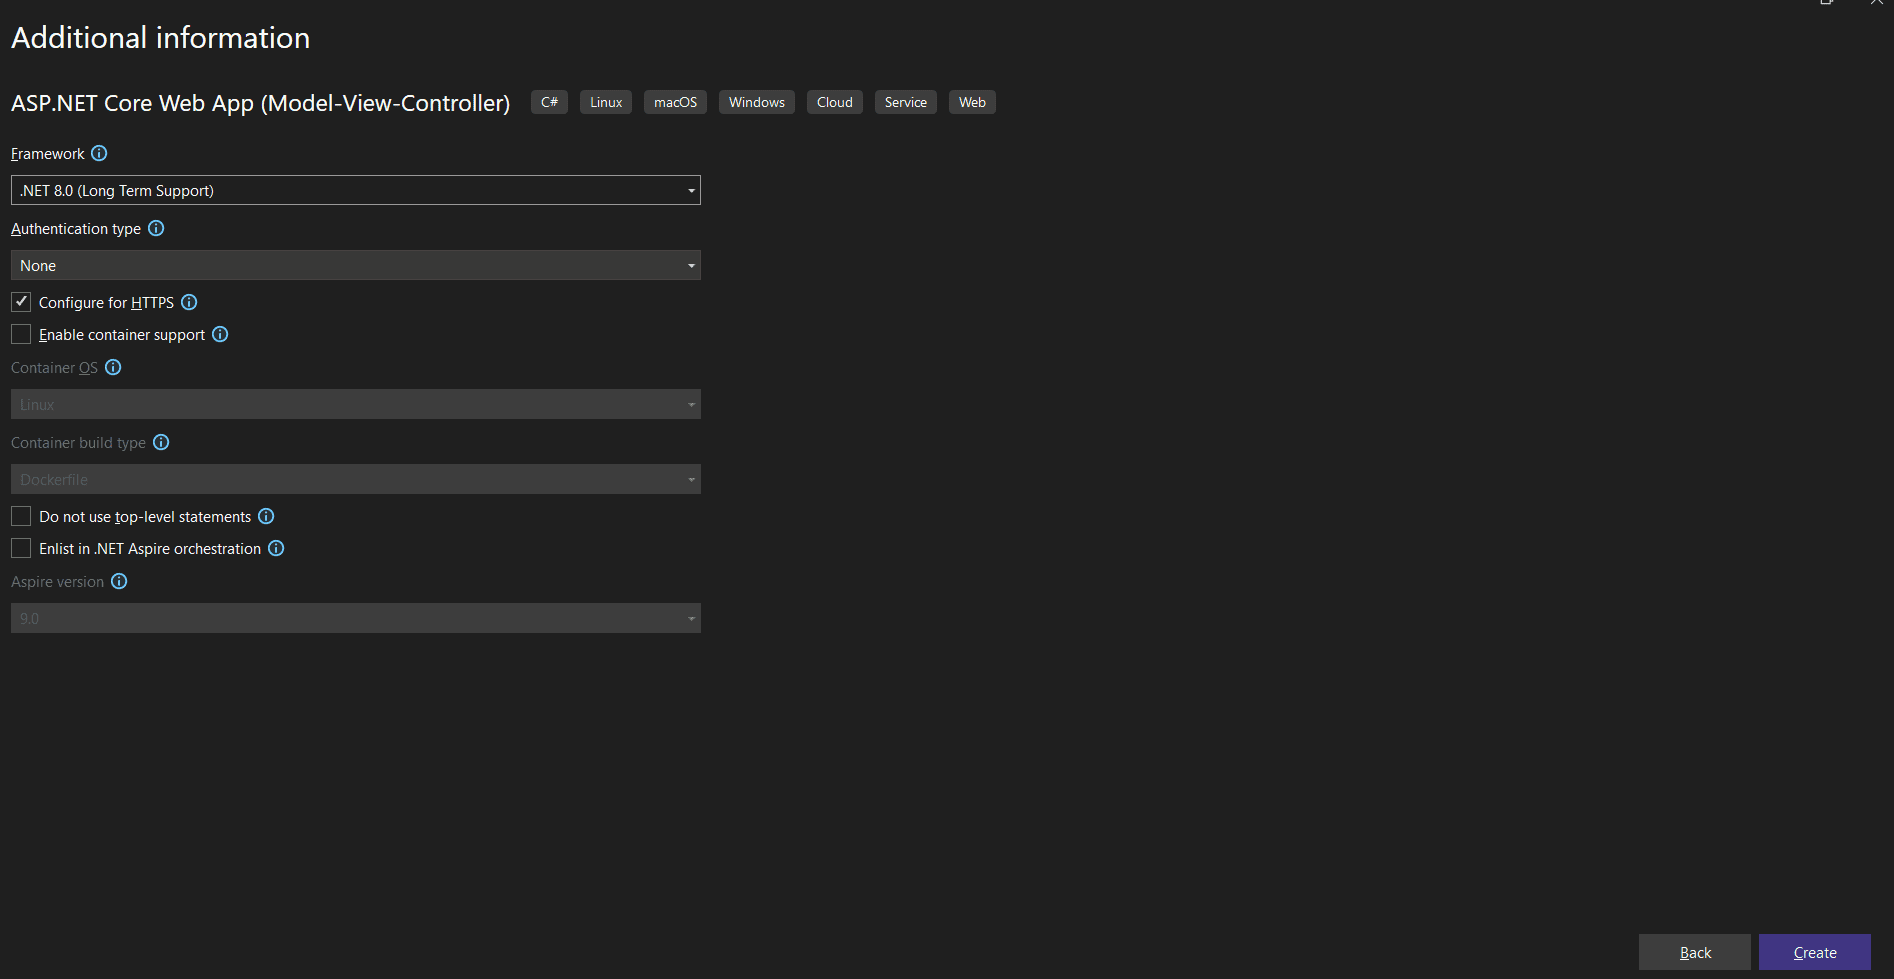 Additional information
ASP.NET Core Web App (Model-View-Controller) C# Linux macOS Windows Cloud Service Web
Framework
.NET 8.0 (Long Term Support)
Authentication type
None
Configure for HTTPS
Enable container support
Container OS
Linux
Container build type
Dockerfile
Do not use top-level statements
Enlist in .NET Aspire orchestration
Aspire version
9.0
Back Create